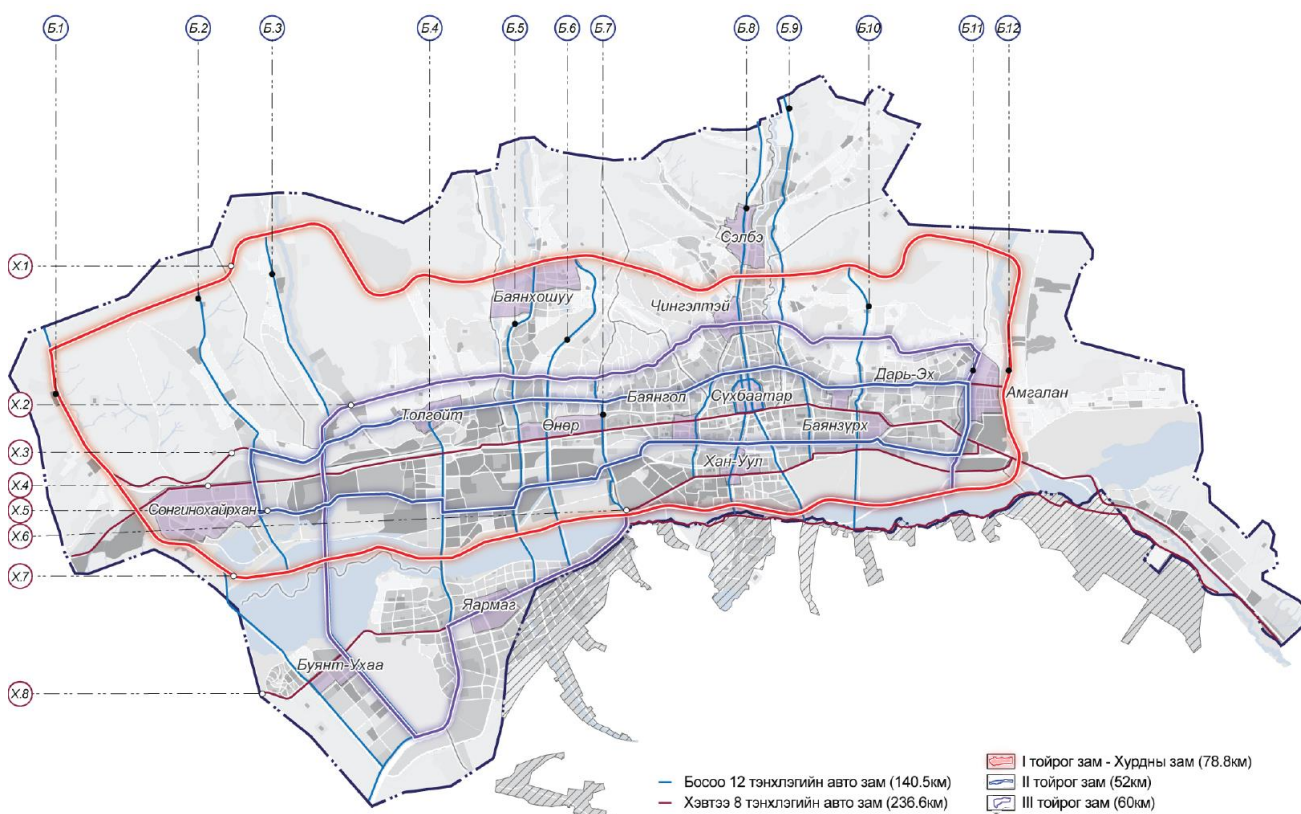 Б.1
Б.2
Б.3
Б.4
Б.5
Б.6
Б.7
Б.8
Б.9
Б.10
Б.11
Б.12
Х.1
Х.2
Х.3
Х.4
Х.5
Х.6
Х.7
Х.8
Сэлбэ
Баянхошуу
Чингэлтэй
Дарь-Эх
Амгалан
Баянгол
Сүхбаатар
Толгойт
Өнөр
Баянзүрх
Хан-Уул
Сонгинохайрхан
Яармаг
Буянт-Ухаа
Босоо 12 тэнхлэгийн авто зам (140.5км)
Хэвтээ 8 тэнхлэгийн авто зам (236.6км)
I тойрог зам - Хурдны зам (78.8км)
II тойрог зам (52км)
III тойрог зам (60км)